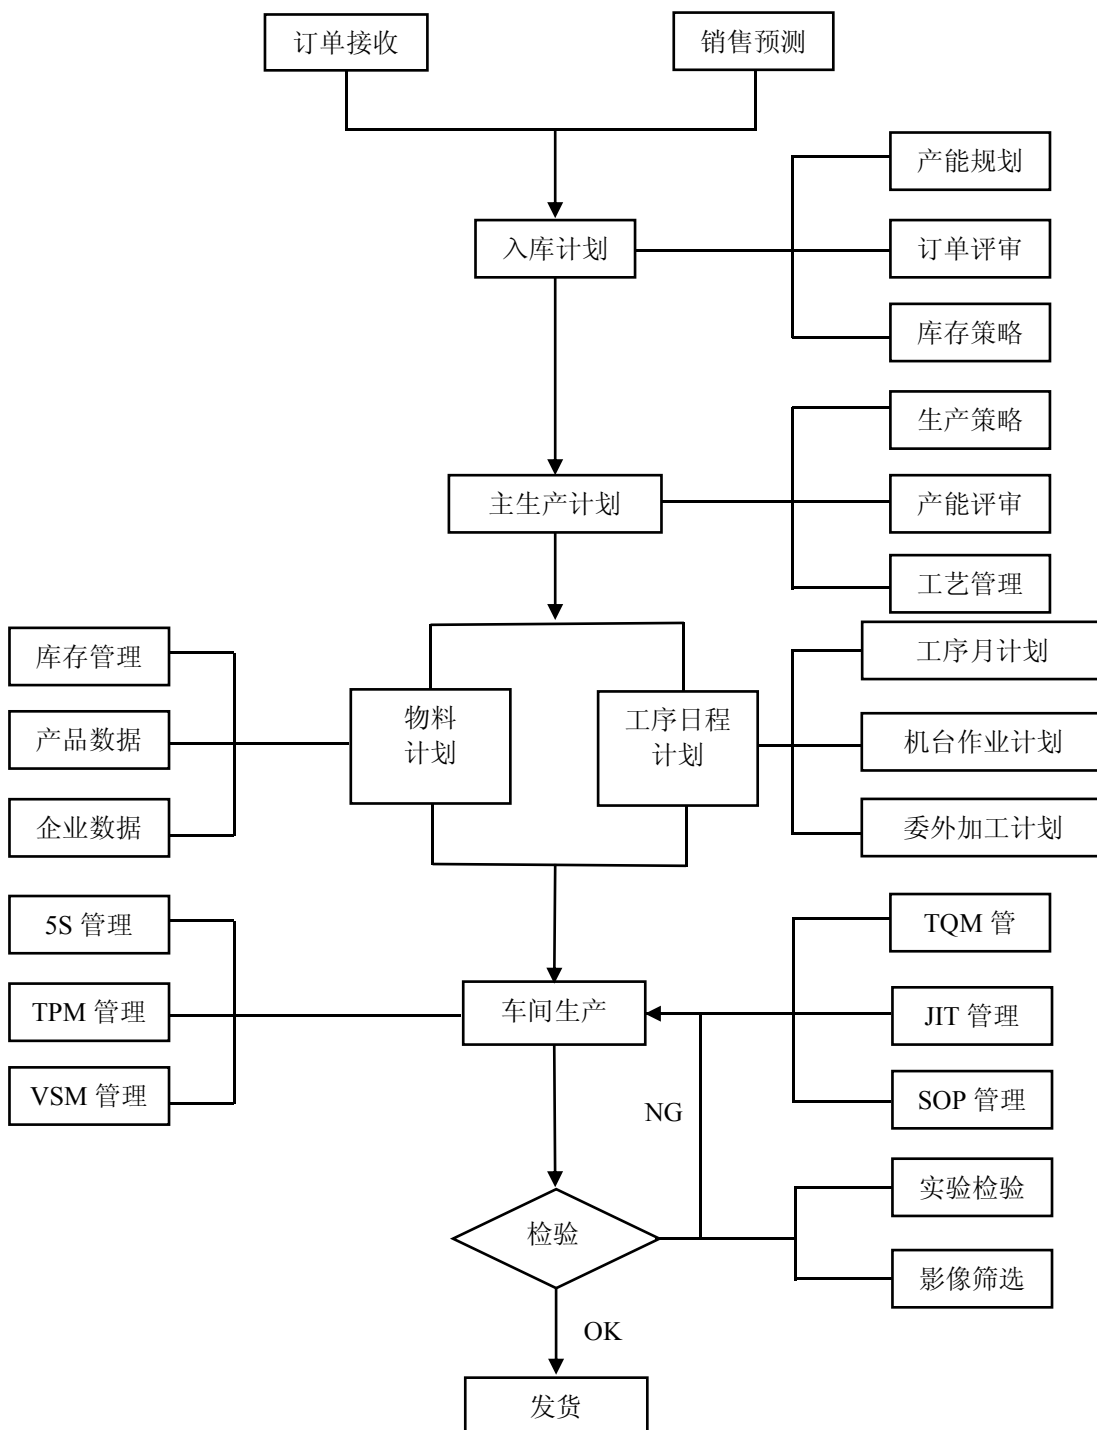 订单接收
销售预测
产能规划
入库计划
订单评审
库存策略
生产策略
主生产计划
产能评审
工艺管理
库存管理
工序月计划
物料
计划
工序日程
计划
产品数据
机台作业计划
企业数据
委外加工计划
5S 管理
TQM 管
TPM 管理
车间生产
JIT 管理
VSM 管理
SOP 管理
NG
实验检验
检验
影像筛选
OK
发货